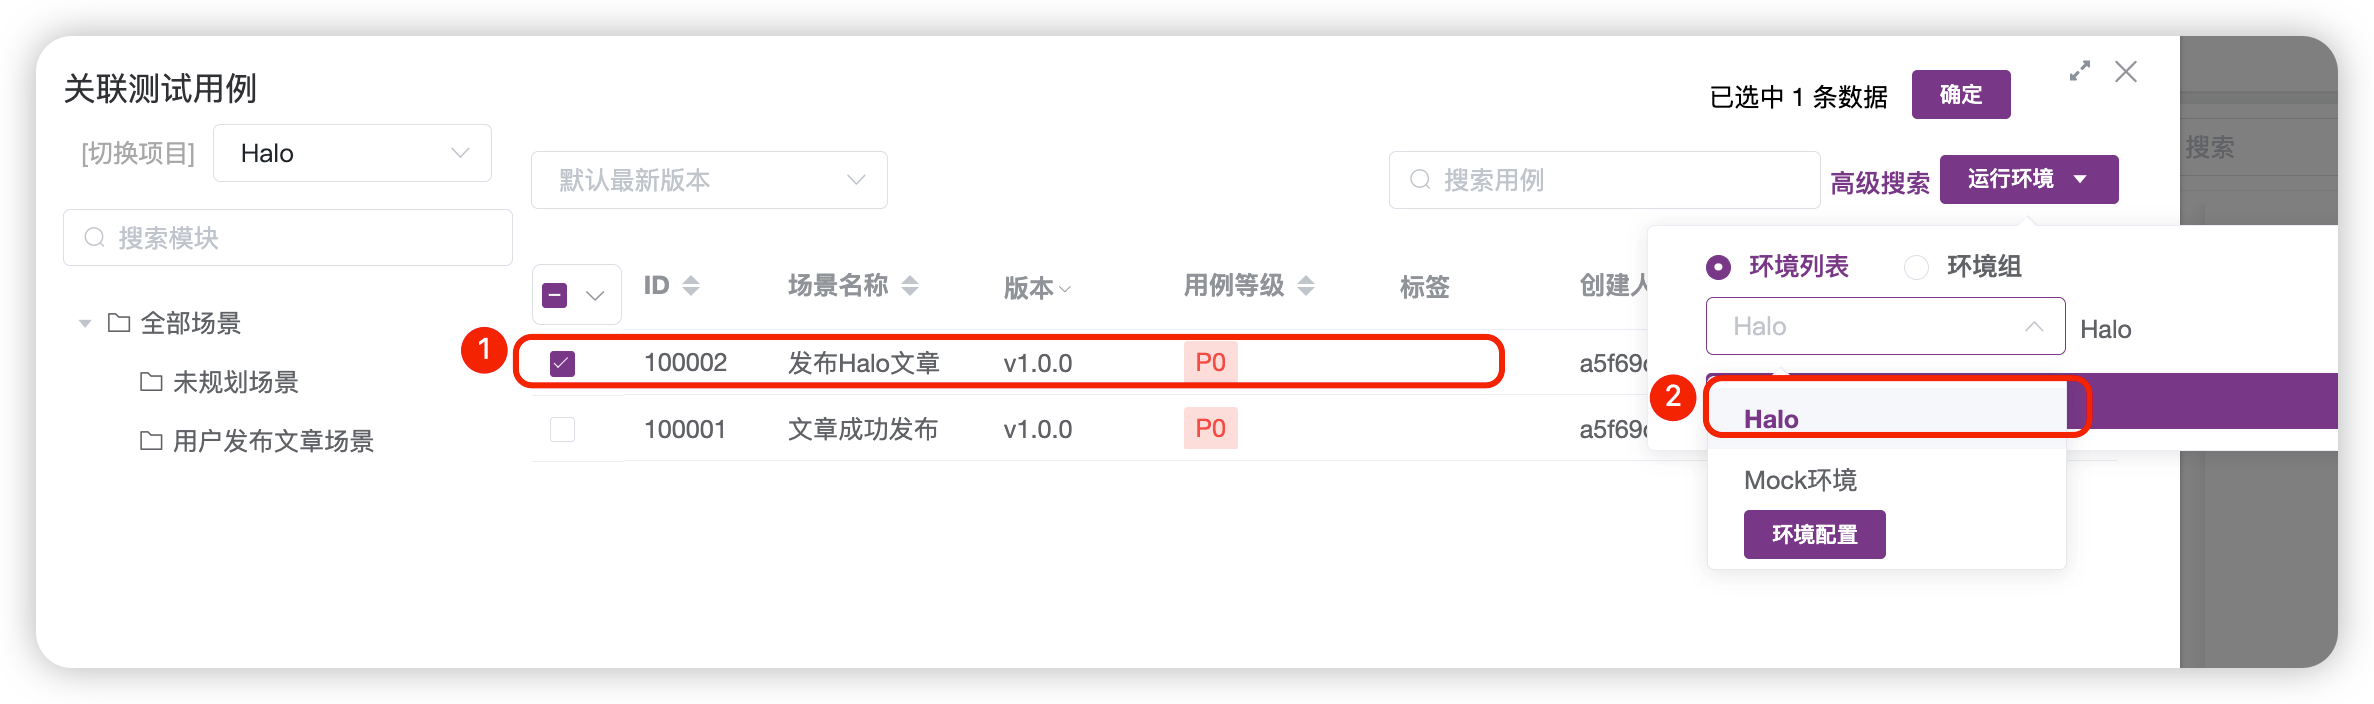 关联测试用例
已选中 1 条数据
确定
[切换项目]
Halo
默认最新版本
搜索用例
高级搜索
运行环境
搜索
搜索模块
环境列表
环境组
ID
场景名称
版本
用例等级
标签
创建人
Halo
Halo
全部场景
1
100002
发布Halo文章
v1.0.0
P0
a5f69
未规划场景
2
Halo
100001
文章成功发布
v1.0.0
P0
a5f69
用户发布文章场景
Mock环境
环境配置